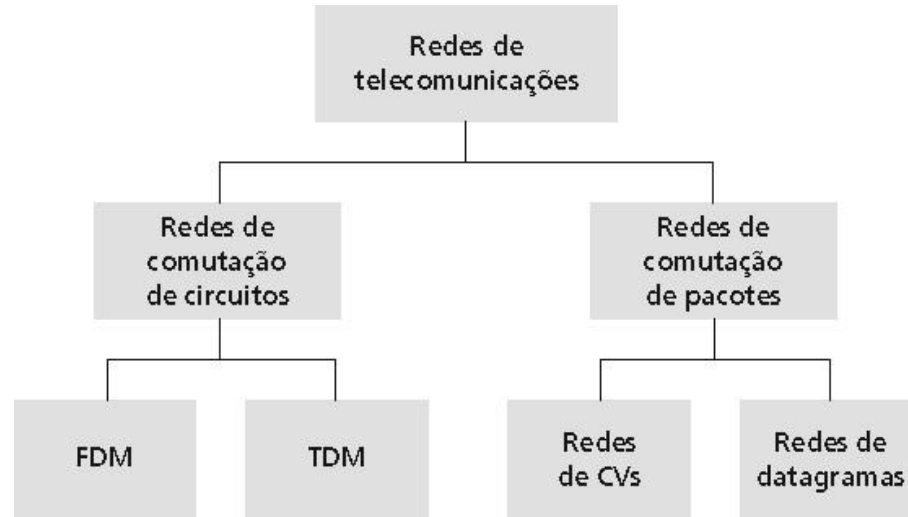 Redes de
telecomunicações
Redes de
comutação
de circuitos
Redes de
comutação
de pacotes
FDM
TDM
Redes
de CVs
Redes de
datagramas